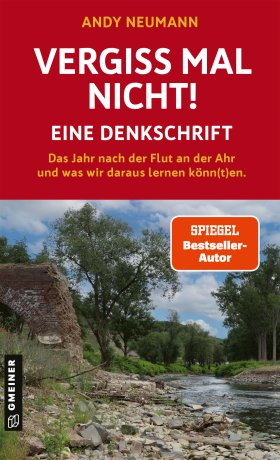 ANDY NEUMANN
VERGISS MAL
NICHT!
EINE DENKSCHRIFT
Das Jahr nach der Flut an der Ahr
und was wir daraus lernen könn(t)en.
SPIEGEL
Bestseller-
Autor
GMEINER